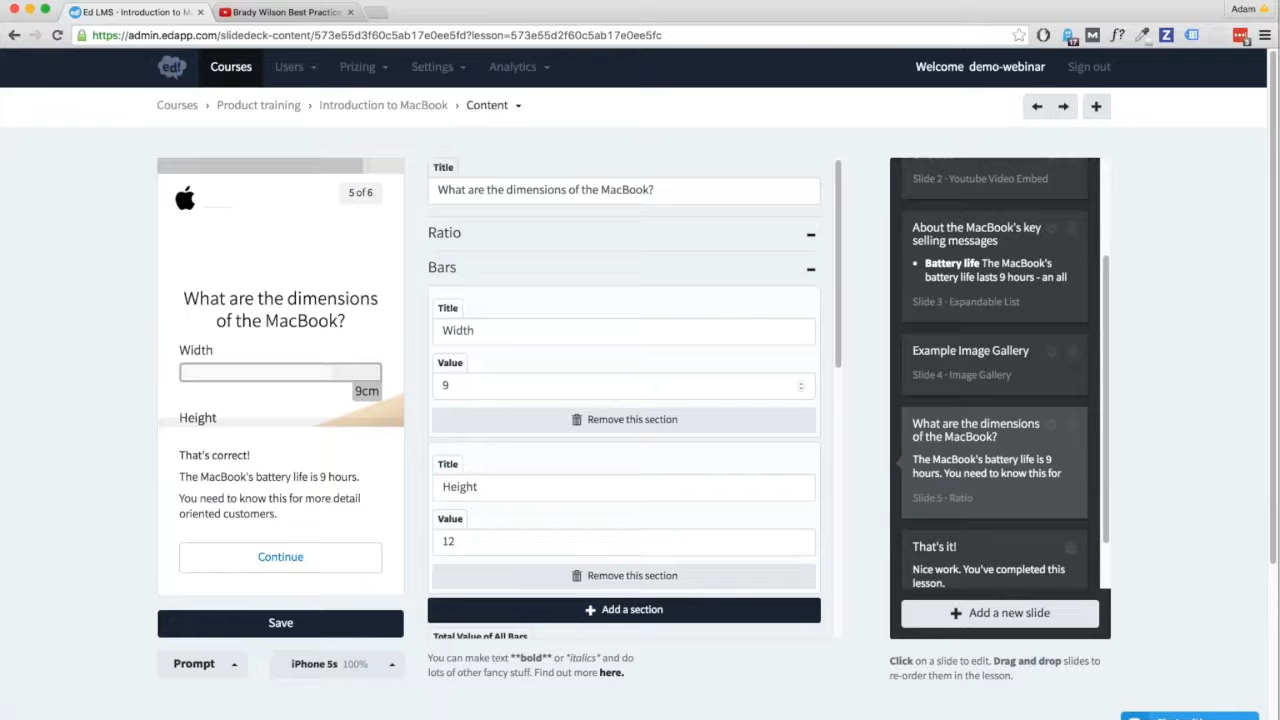 Ed LMS - Introduction to M
Brady Wilson Best Practice
Adam
https://admin.edapp.com/slidedeck-content/573e55d3f60c5ab17e0ee5fd?lesson=573e55d2f60c5ab17e0ee5fc
17
M
f?
Z
ed!
Courses
Users
Prizing
Settings
Analytics
Welcome demo-webinar
Sign out
Courses › Product training › Introduction to MacBook › Content
5 of 6
What are the dimensions
of the MacBook?
Width
9cm
Height
That's correct!
The MacBook's battery life is 9 hours.
You need to know this for more detail
oriented customers.
Continue
Save
Prompt
iPhone 5s 100%
Title
What are the dimensions of the MacBook?
Ratio
Bars
Title
Width
Value
9
Remove this section
Title
Height
Value
12
Remove this section
Add a section
Total Value of All Bars
You can make text **bold** or *italics* and do
lots of other fancy stuff. Find out more here.
Slide 2 · Youtube Video Embed
About the MacBook's key
selling messages
• Battery life The MacBook's
battery life lasts 9 hours - an all
Slide 3 · Expandable List
Example Image Gallery
Slide 4 · Image Gallery
What are the dimensions
of the MacBook?
The MacBook's battery life is 9
hours. You need to know this for
Slide 5 · Ratio
That's it!
Nice work. You've completed this
lesson.
Add a new slide
Click on a slide to edit. Drag and drop slides to
re-order them in the lesson.